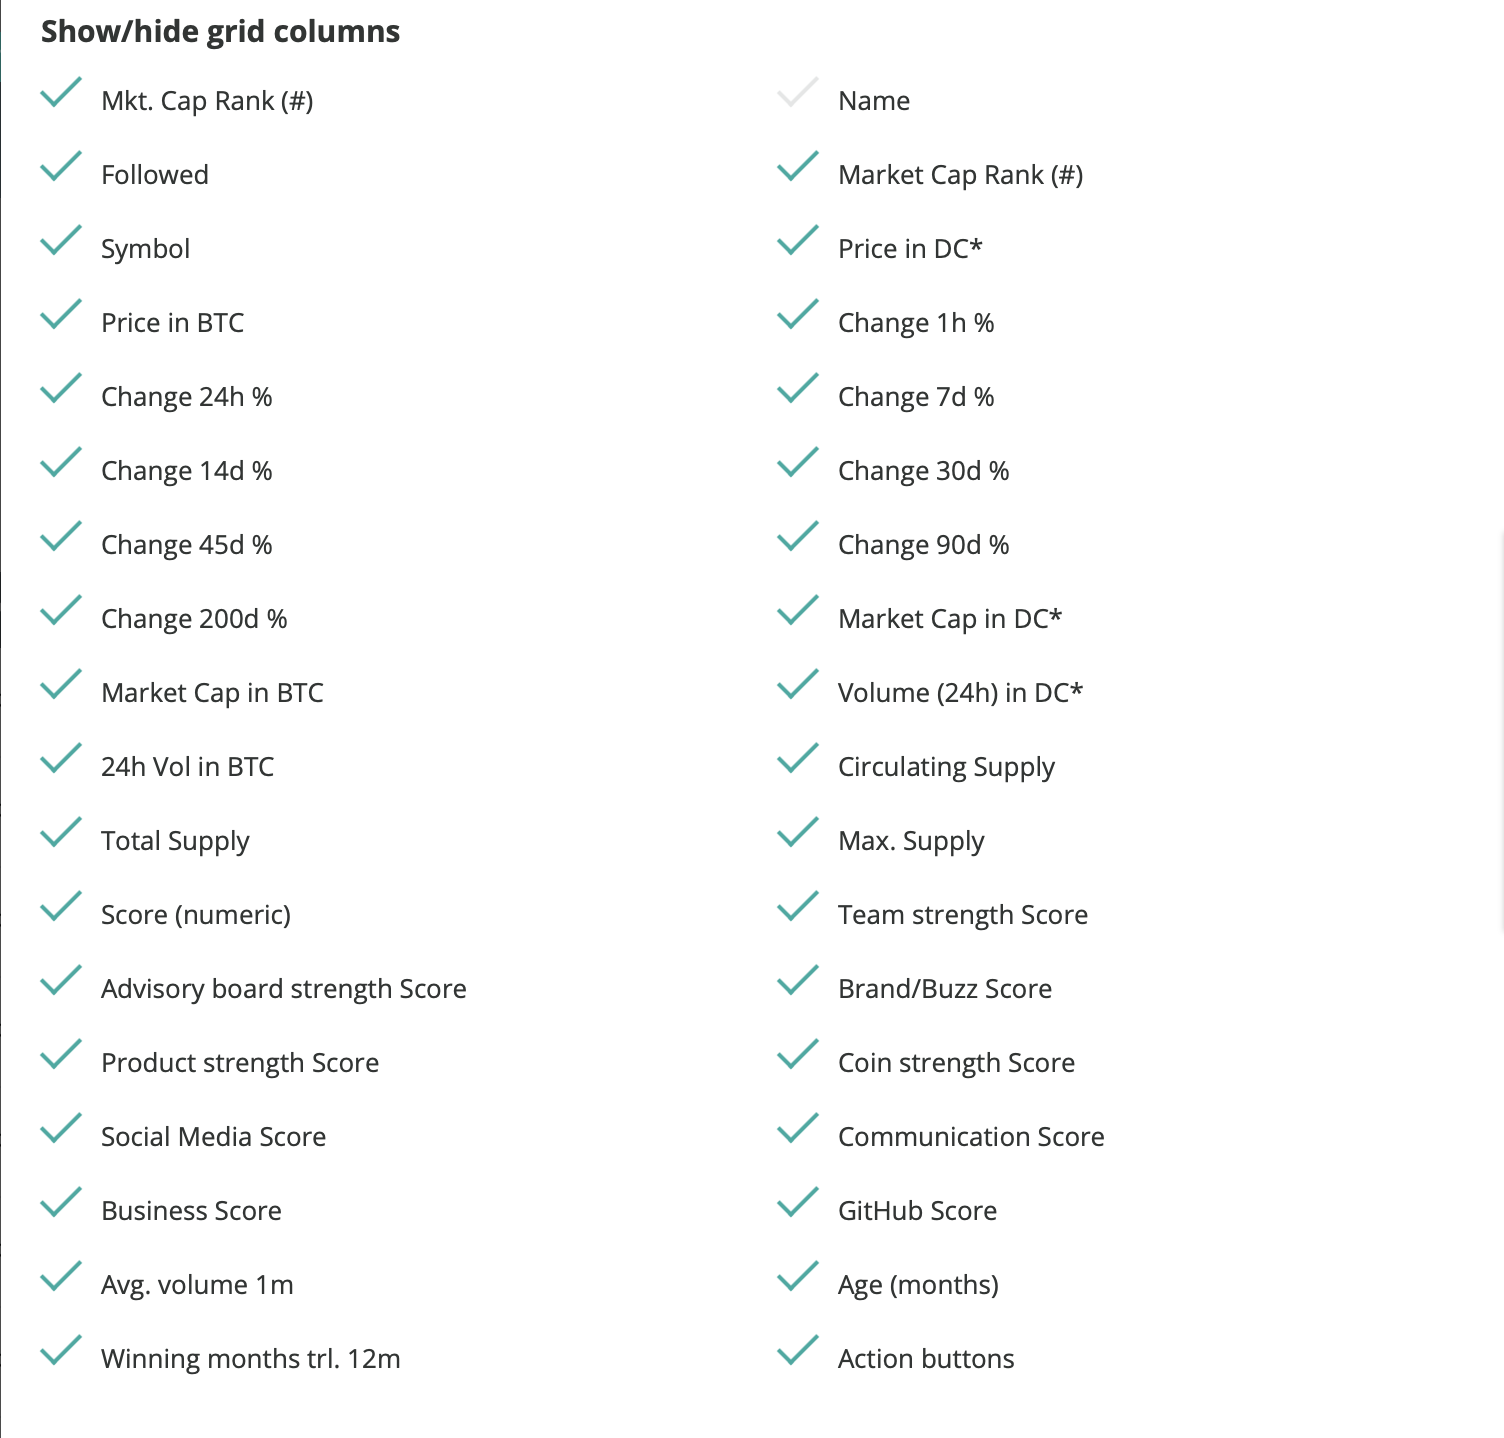 Show/hide grid columns
Mkt. Cap Rank (#)
Name
Followed
Market Cap Rank (#)
Symbol
Price in DC*
Price in BTC
Change 1h %
Change 24h %
Change 7d %
Change 14d %
Change 30d %
Change 45d %
Change 90d %
Change 200d %
Market Cap in DC*
Market Cap in BTC
Volume (24h) in DC*
24h Vol in BTC
Circulating Supply
Total Supply
Max. Supply
Score (numeric)
Team strength Score
Advisory board strength Score
Brand/Buzz Score
Product strength Score
Coin strength Score
Social Media Score
Communication Score
Business Score
GitHub Score
Avg. volume 1m
Age (months)
Winning months trl. 12m
Action buttons